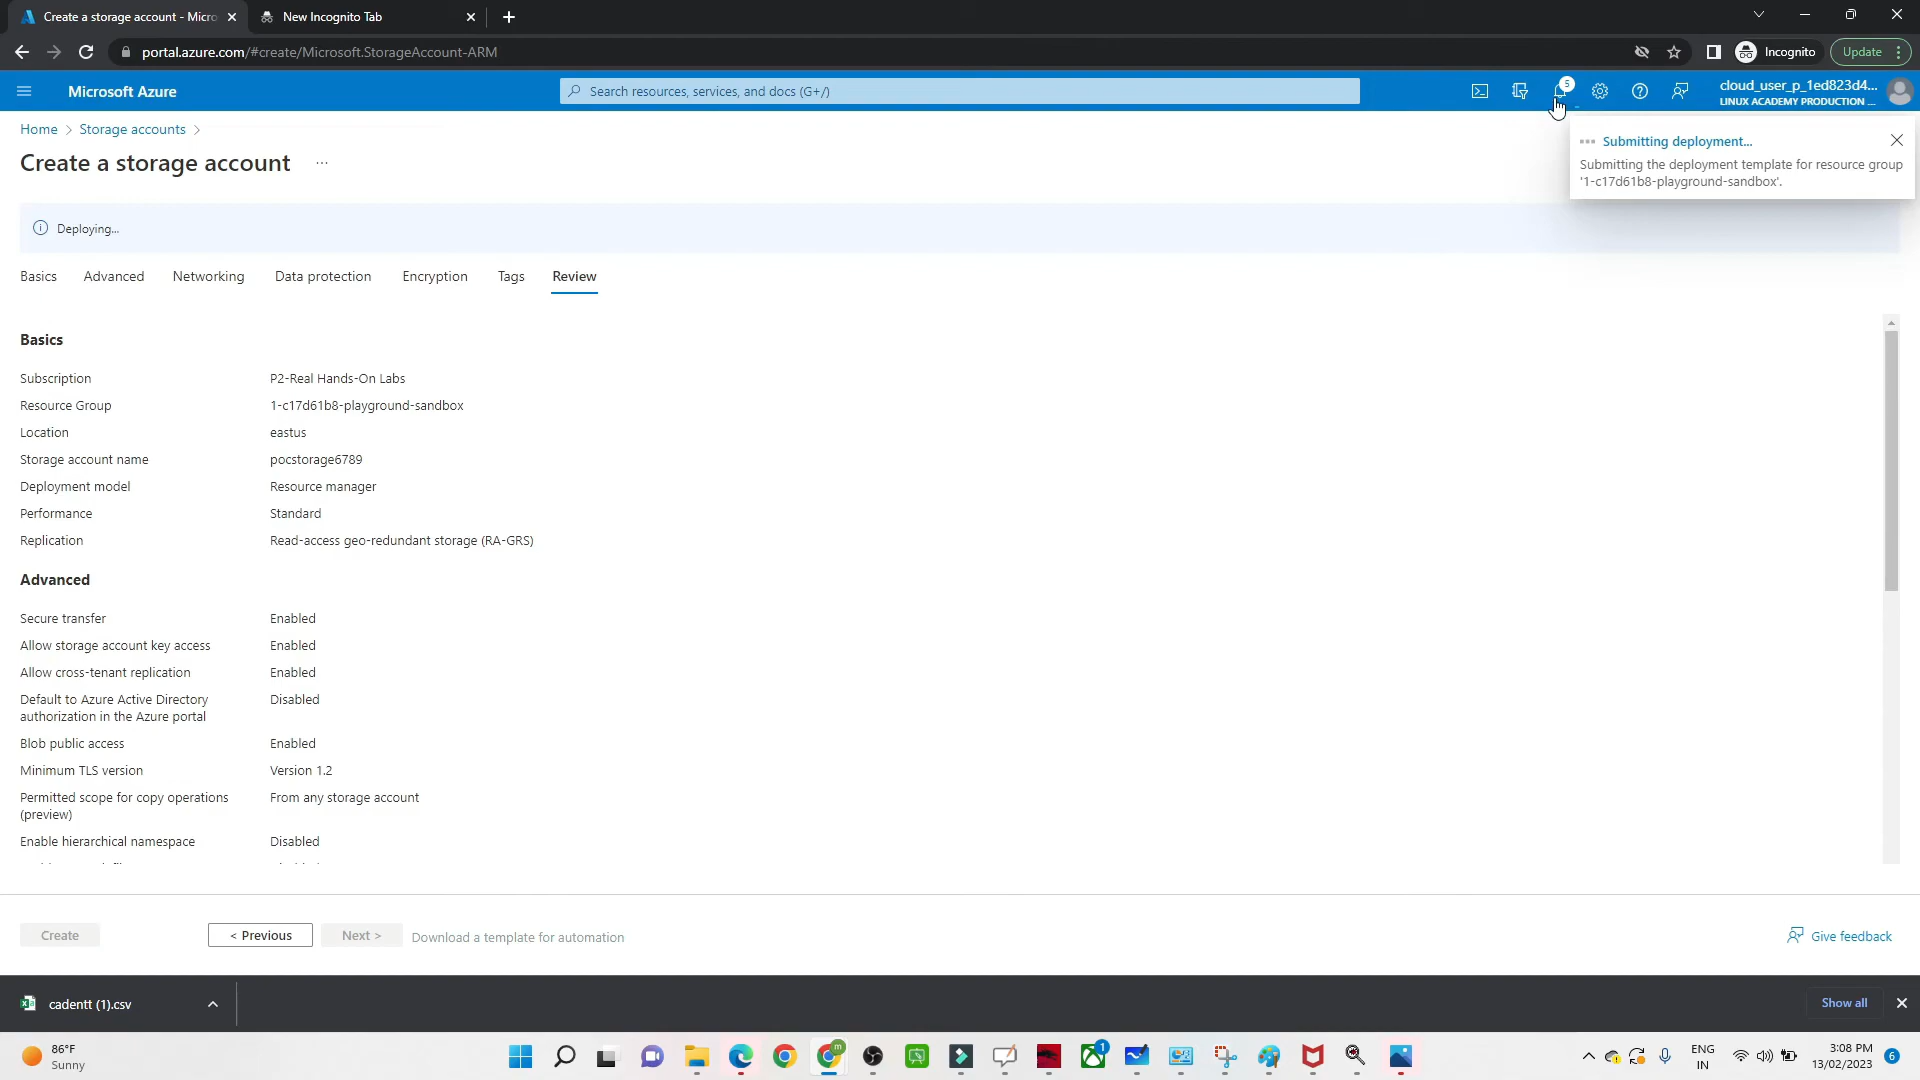 Create a storage account - Micro
New Incognito Tab
portal.azure.com/#create/Microsoft.StorageAccount-ARM
Incognito
Update
Microsoft Azure
Search resources, services, and docs (G+/)
5
cloud_user_p_1ed823d4...
LINUX ACADEMY PRODUCTION ...
Home > Storage accounts >
Create a storage account ...
Submitting deployment...
Submitting the deployment template for resource group
'1-c17d61b8-playground-sandbox'.
Deploying...
Basics Advanced Networking Data protection Encryption Tags Review
Basics
Subscription P2-Real Hands-On Labs
Resource Group 1-c17d61b8-playground-sandbox
Location eastus
Storage account name pocstorage6789
Deployment model Resource manager
Performance Standard
Replication Read-access geo-redundant storage (RA-GRS)
Advanced
Secure transfer Enabled
Allow storage account key access Enabled
Allow cross-tenant replication Enabled
Default to Azure Active Directory Disabled
authorization in the Azure portal
Blob public access Enabled
Minimum TLS version Version 1.2
Permitted scope for copy operations From any storage account
(preview)
Enable hierarchical namespace Disabled
Create < Previous Next > Download a template for automation
Give feedback
cadentt (1).csv
Show all
86°F
Sunny
m
1
ENG
IN
3:08 PM
13/02/2023
6